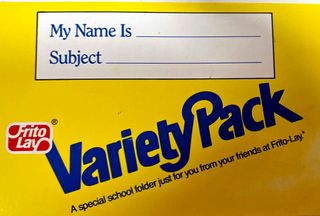 My Name Is
Subject
Frito
Lay
®
Variety Pack
A special school folder just for you from your friends at Frito-Lay.®